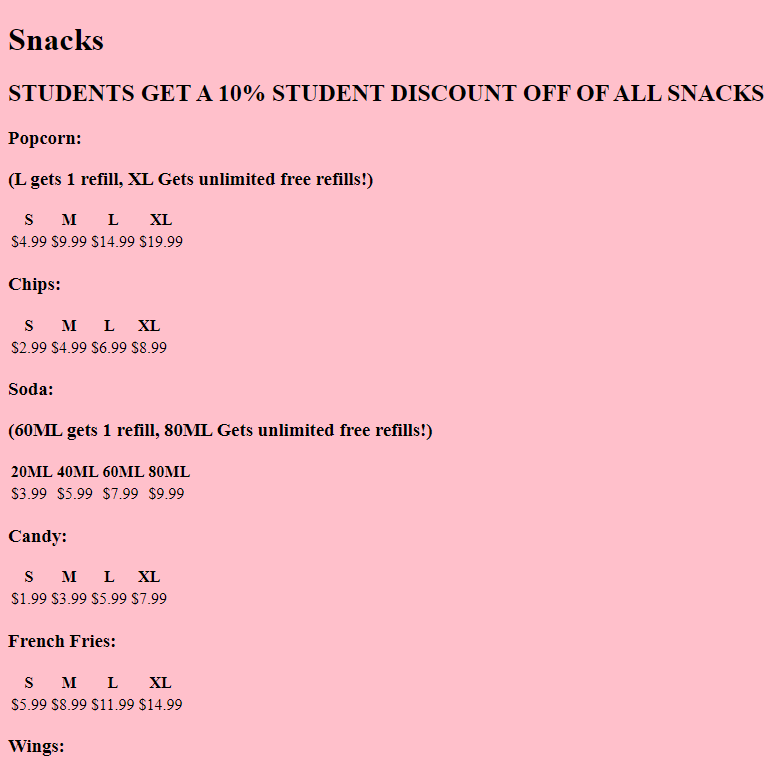 Snacks
STUDENTS GET A 10% STUDENT DISCOUNT OFF OF ALL SNACKS
Popcorn:
(L gets 1 refill, XL Gets unlimited free refills!)
S M L XL
$4.99 $9.99 $14.99 $19.99
Chips:
S M L XL
$2.99 $4.99 $6.99 $8.99
Soda:
(60ML gets 1 refill, 80ML Gets unlimited free refills!)
20ML 40ML 60ML 80ML
$3.99 $5.99 $7.99 $9.99
Candy:
S M L XL
$1.99 $3.99 $5.99 $7.99
French Fries:
S M L XL
$5.99 $8.99 $11.99 $14.99
Wings: